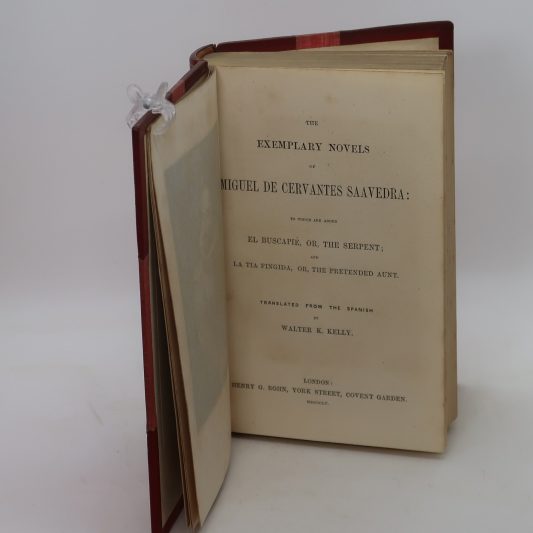 THE
EXEMPLARY NOVELS
OF
MIGUEL DE CERVANTES SAAVEDRA:
TO WHICH ARE ADDED
EL BUSCAPIÉ, OR, THE SERPENT;
AND
LA TIA FINGIDA, OR, THE PRETENDED AUNT.
TRANSLATED FROM THE SPANISH
BY
WALTER K. KELLY.
LONDON:
HENRY G. BOHN, YORK STREET, COVENT GARDEN.
MDCCCLV.